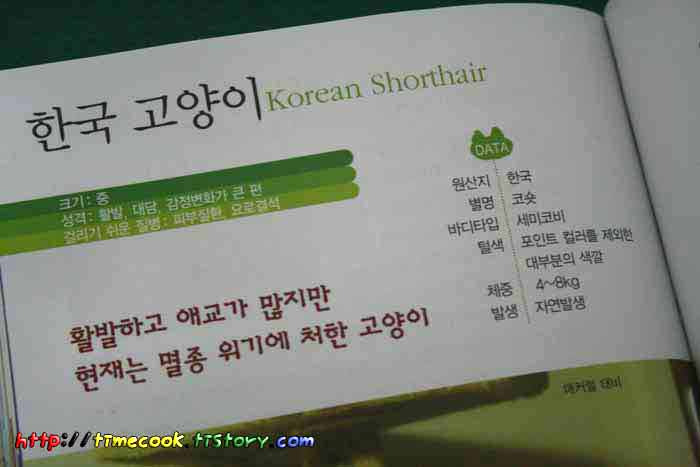 한국 고양이 Korean Shorthair
크기 : 중
성격 : 활발, 대담, 감정변화가 큰 편
걸리기 쉬운 질병 : 피부질환, 요로결석
DATA
원산지 한국
별명 코숏
바디타입 세미코비
털색 포인트 컬러를 제외한
대부분의 색깔
체중 4~8kg
발생 자연발생
활발하고 애교가 많지만
현재는 멸종 위기에 처한 고양이
매커럴 태비
http://timecook.tistory.com